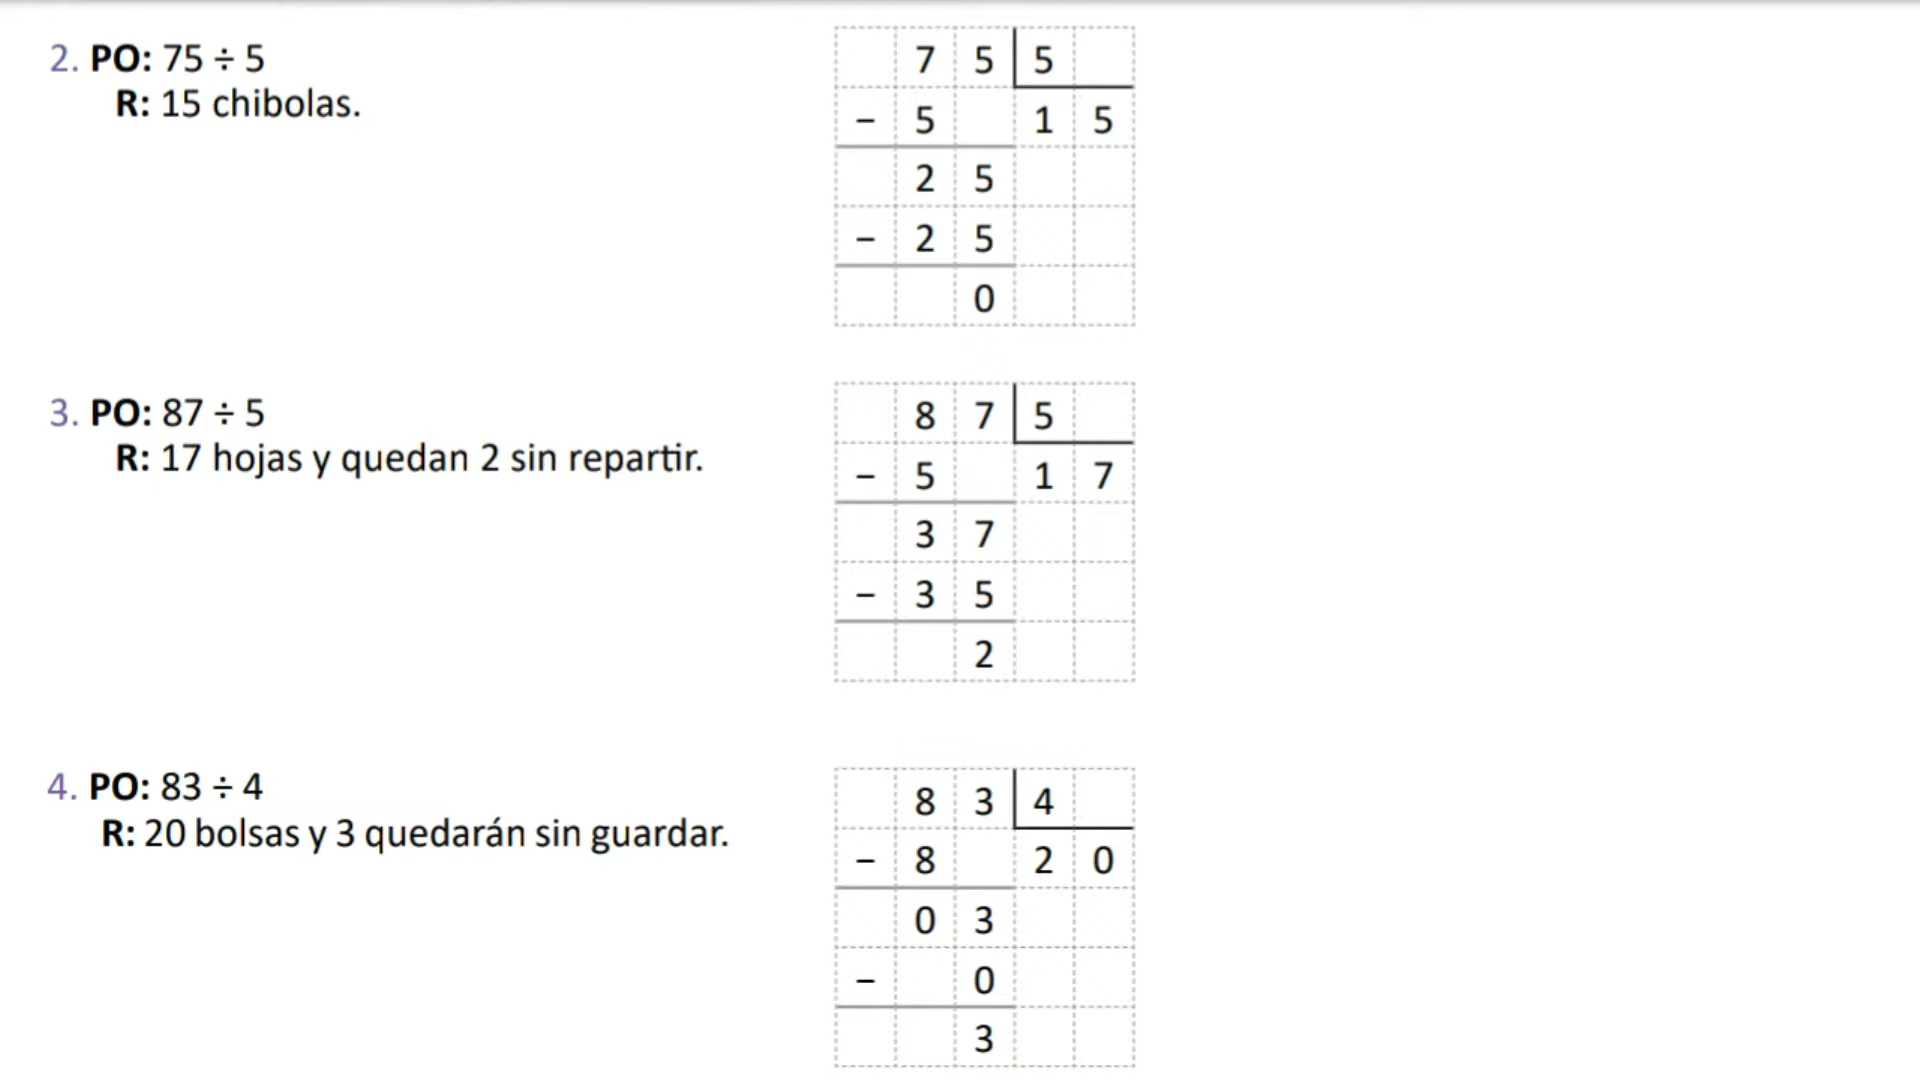 2. PO: 75 ÷ 5
R: 15 chibolas.
7 5 5
- 5 1 5
2 5
- 2 5
0
3. PO: 87 ÷ 5
R: 17 hojas y quedan 2 sin repartir.
8 7 5
- 5 1 7
3 7
- 3 5
2
4. PO: 83 ÷ 4
R: 20 bolsas y 3 quedarán sin guardar.
8 3 4
- 8 2 0
0 3
- 0
3